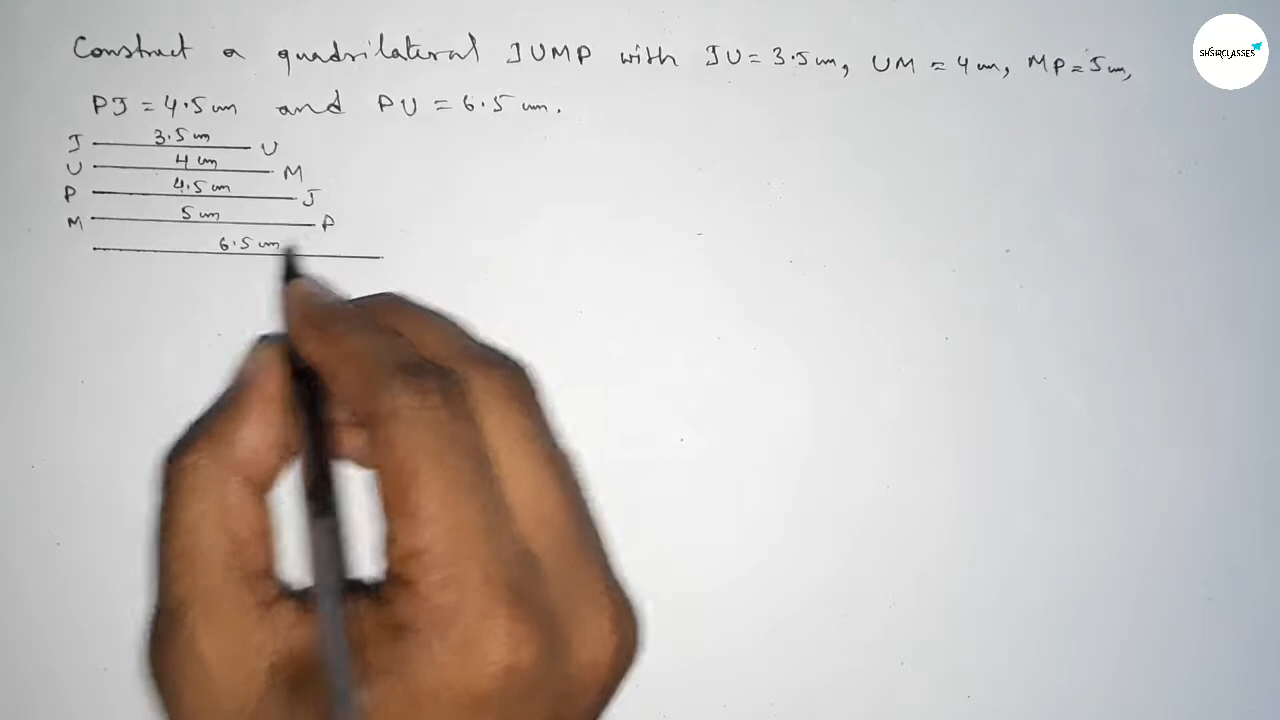 Construct a quadrilateral JUMP with JU = 3.5 cm, UM = 4 cm, MP = 5 cm,
PJ = 4.5 cm and PU = 6.5 cm.
J 3.5 cm U
U 4 cm M
P 4.5 cm J
M 5 cm P
6.5 cm
SHSIRCLASSES